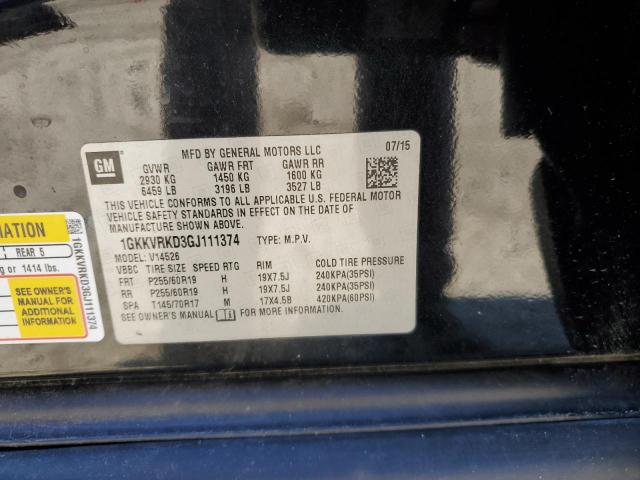 GM
MFD BY GENERAL MOTORS LLC 07/15
GVWR GAWR FRT GAWR RR
2930 KG 1450 KG 1600 KG
6459 LB 3196 LB 3527 LB
THIS VEHICLE CONFORMS TO ALL APPLICABLE U.S. FEDERAL MOTOR
VEHICLE SAFETY STANDARDS IN EFFECT ON THE DATE OF
MANUFACTURE SHOWN ABOVE.
1GKKVRKD3GJ111374 TYPE: M.P.V.
V14526
VBBC TIRE SIZE SPEED RTG RIM COLD TIRE PRESSURE
FRT P255/60R19 H 19X7.5J 240KPA(35PSI)
RR P255/60R19 H 19X7.5J 240KPA(35PSI)
SPA T145/70R17 M 17X4.5B 420KPA(60PSI)
SEE OWNER'S MANUAL i FOR MORE INFORMATION.
REAR 5
or 1414 lbs.
SEE OWNER'S
MANUAL FOR
ADDITIONAL
INFORMATION
1GKKVRKD3GJ111374